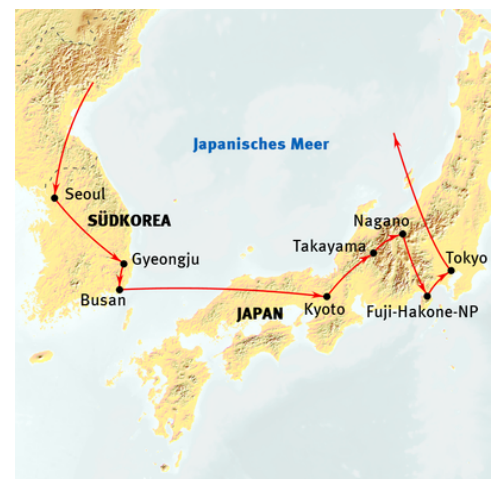 Japanisches Meer
Seoul
SÜDKOREA
Nagano
Takayama
Gyeongju
Tokyo
Busan
JAPAN
Kyoto
Fuji-Hakone-NP